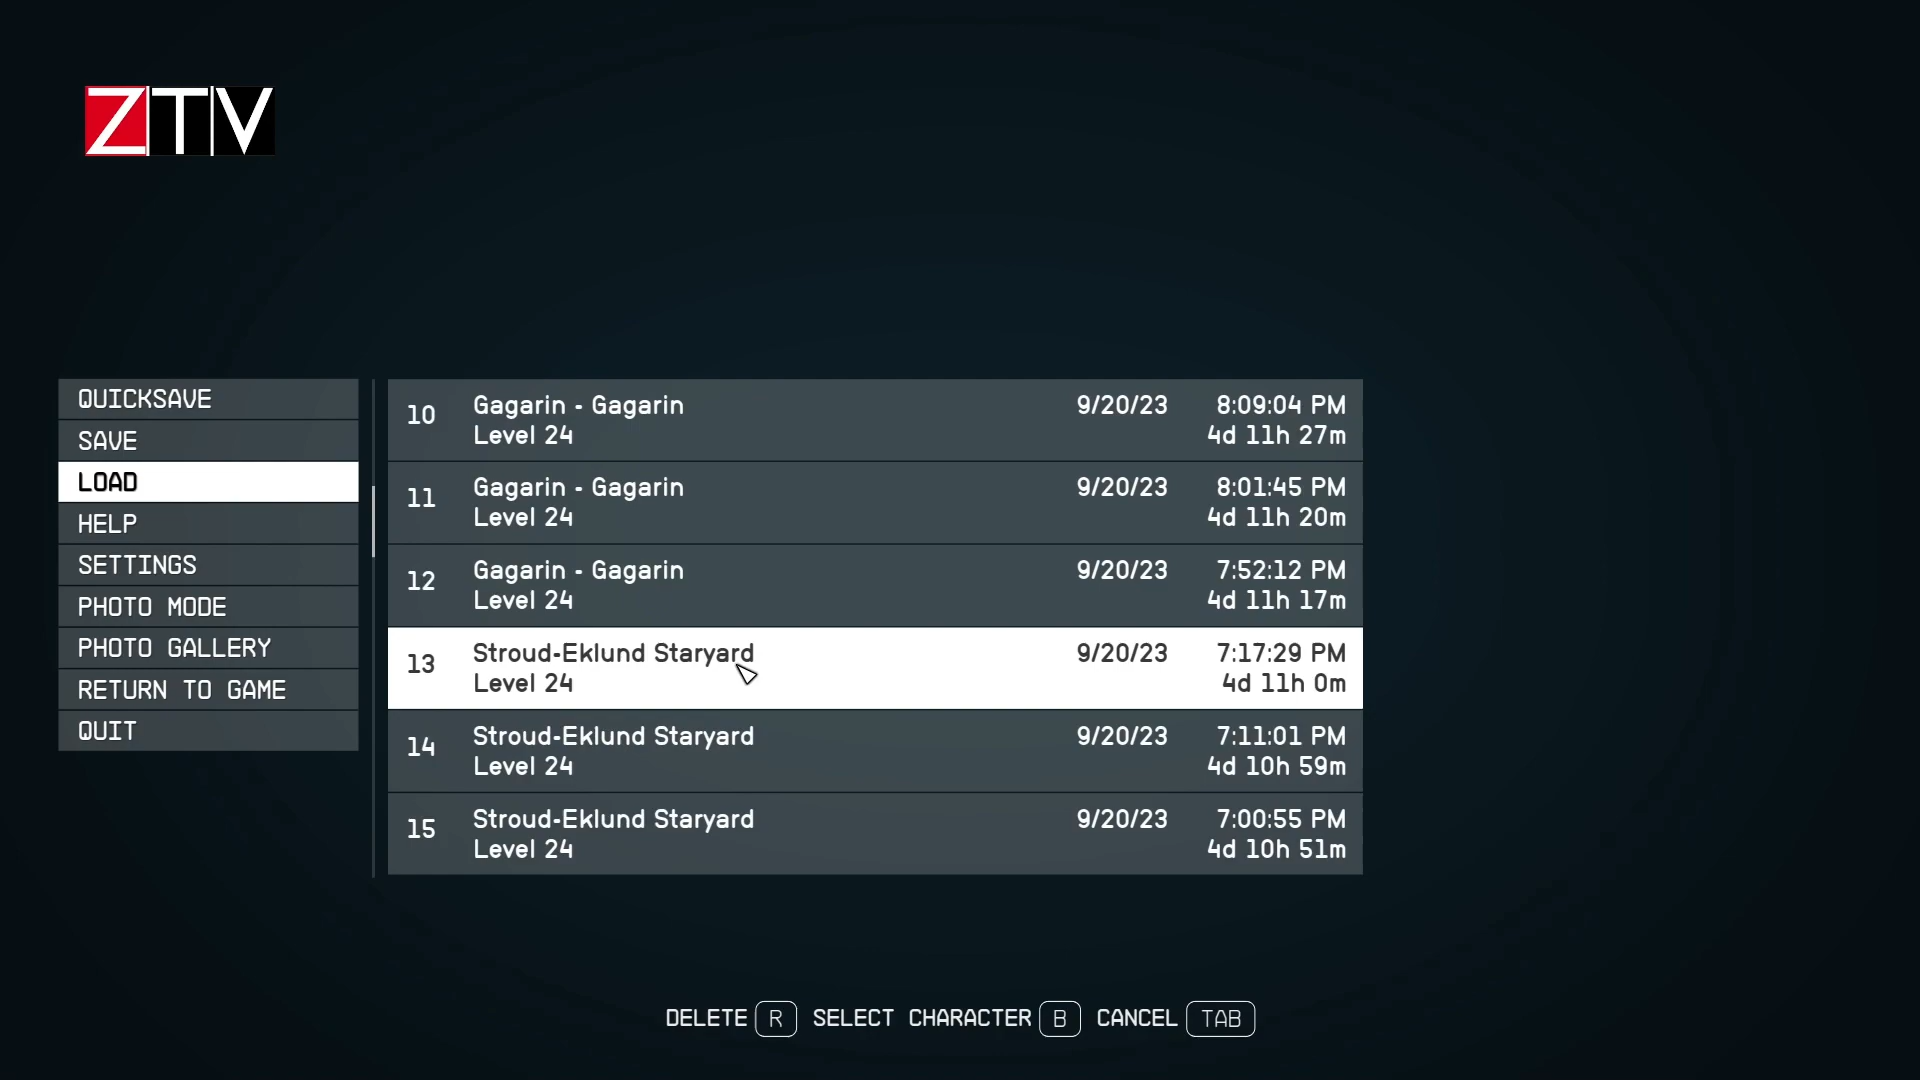 ZTV
QUICKSAVE
SAVE
LOAD
HELP
SETTINGS
PHOTO MODE
PHOTO GALLERY
RETURN TO GAME
QUIT
10 Gagarin - Gagarin 9/20/23 8:09:04 PM
Level 24 4d 11h 27m
11 Gagarin - Gagarin 9/20/23 8:01:45 PM
Level 24 4d 11h 20m
12 Gagarin - Gagarin 9/20/23 7:52:12 PM
Level 24 4d 11h 17m
13 Stroud-Eklund Staryard 9/20/23 7:17:29 PM
Level 24 4d 11h 0m
14 Stroud-Eklund Staryard 9/20/23 7:11:01 PM
Level 24 4d 10h 59m
15 Stroud-Eklund Staryard 9/20/23 7:00:55 PM
Level 24 4d 10h 51m
DELETE R SELECT CHARACTER B CANCEL TAB